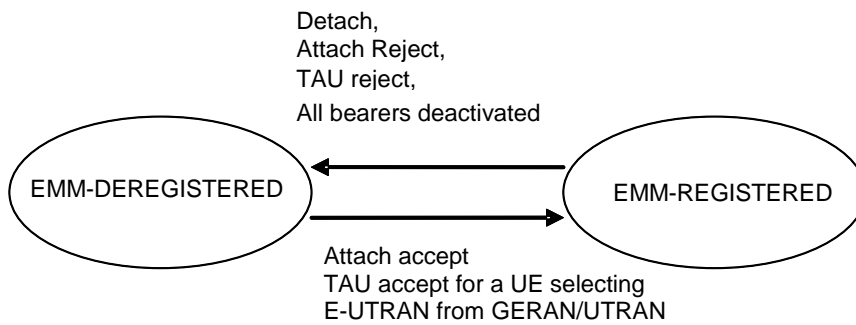 Detach,
Attach Reject,
TAU reject,
All bearers deactivated
EMM-DEREGISTERED
EMM-REGISTERED
Attach accept
TAU accept for a UE selecting
E-UTRAN from GERAN/UTRAN